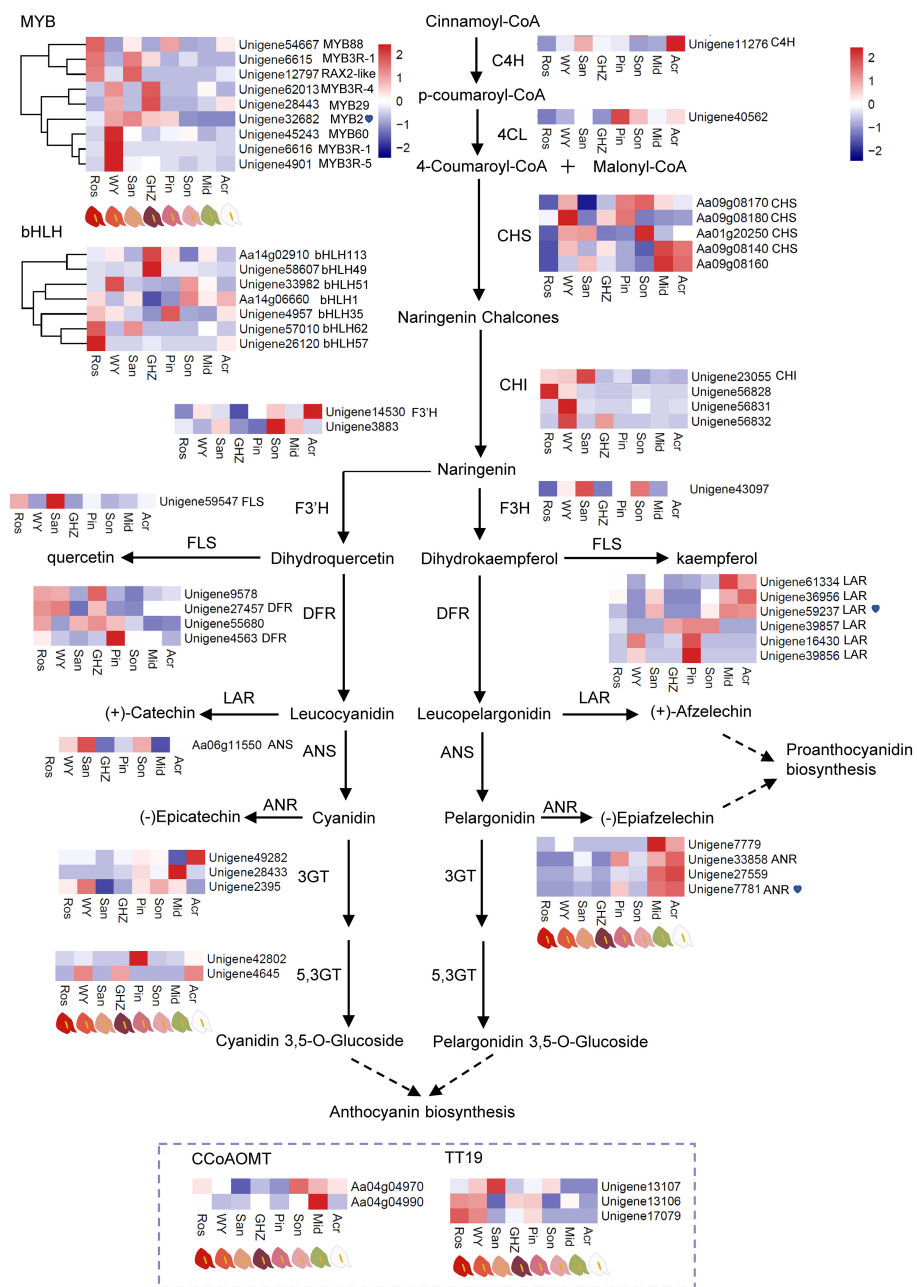 MYB
Unigene54667 MYB88
Unigene6615 MYB3R-1
Unigene12797 RAX2-like
Unigene62013 MYB3R-4
Unigene28443 MYB29
Unigene32682 MYB2
Unigene45243 MYB60
Unigene6616 MYB3R-1
Unigene4901 MYB3R-5
Ros WY San GHZ Pin Son Mid Acr
2
1
0
−1
−2
bHLH
Aa14g02910 bHLH113
Unigene58607 bHLH49
Unigene33982 bHLH51
Aa14g06660 bHLH1
Unigene4957 bHLH35
Unigene57010 bHLH62
Unigene26120 bHLH57
Ros WY San GHZ Pin Son Mid Acr
Cinnamoyl-CoA
C4H
Unigene11276 C4H
Ros WY San GHZ Pin Son Mid Acr
2
1
0
−1
−2
p-coumaroyl-CoA
4CL
Unigene40562
Ros WY San GHZ Pin Son Mid Acr
4-Coumaroyl-CoA + Malonyl-CoA
CHS
Aa09g08170 CHS
Aa09g08180 CHS
Aa01g20250 CHS
Aa09g08140 CHS
Aa09g08160
Ros WY San GHZ Pin Son Mid Acr
Naringenin Chalcones
CHI
Unigene23055 CHI
Unigene56828
Unigene56831
Unigene56832
Ros WY San GHZ Pin Son Mid Acr
Unigene14530 F3'H
Unigene3883
Ros WY San GHZ Pin Son Mid Acr
Naringenin
F3'H
F3H
Unigene43097
Ros WY San GHZ Pin Son Mid Acr
Unigene59547 FLS
Ros WY San GHZ Pin Son Mid Acr
quercetin
FLS
Dihydroquercetin
Dihydrokaempferol
FLS
kaempferol
Unigene9578
Unigene27457 DFR
Unigene55680
Unigene4563 DFR
Ros WY San GHZ Pin Son Mid Acr
DFR
DFR
Unigene61334 LAR
Unigene36956 LAR
Unigene59237 LAR
Unigene39857 LAR
Unigene16430 LAR
Unigene39856 LAR
Ros WY San GHZ Pin Son Mid Acr
(+)-Catechin
LAR
Leucocyanidin
Leucopelargonidin
LAR
(+)-Afzelechin
Aa06g11550 ANS
Ros WY San GHZ Pin Son Mid Acr
ANS
ANS
Proanthocyanidin
biosynthesis
(-)Epicatechin
ANR
Cyanidin
Pelargonidin
ANR
(-)Epiafzelechin
Unigene49282
Unigene28433
Unigene2395
Ros WY San GHZ Pin Son Mid Acr
3GT
3GT
Unigene7779
Unigene33858 ANR
Unigene27559
Unigene7781 ANR
Ros WY San GHZ Pin Son Mid Acr
Unigene42802
Unigene4645
Ros WY San GHZ Pin Son Mid Acr
5,3GT
5,3GT
Cyanidin 3,5-O-Glucoside
Pelargonidin 3,5-O-Glucoside
Anthocyanin biosynthesis
CCoAOMT
Aa04g04970
Aa04g04990
Ros WY San GHZ Pin Son Mid Acr
TT19
Unigene13107
Unigene13106
Unigene17079
Ros WY San GHZ Pin Son Mid Acr